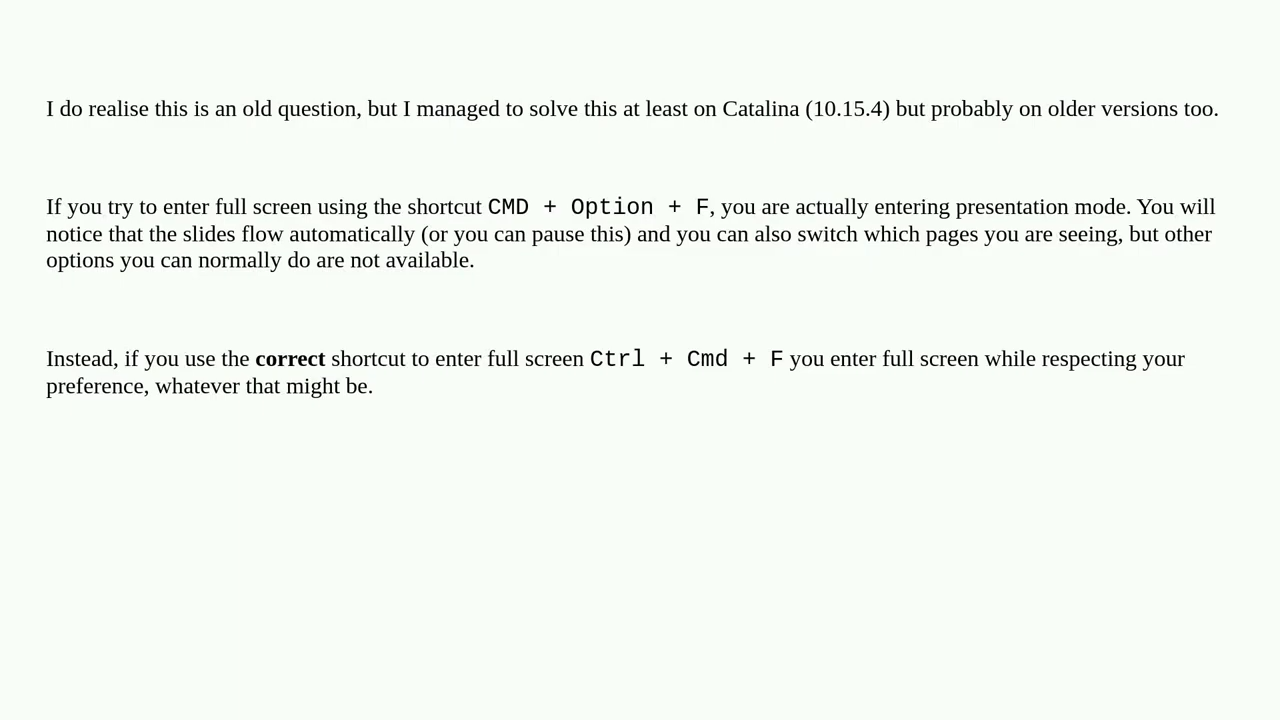 I do realise this is an old question, but I managed to solve this at least on Catalina (10.15.4) but probably on older versions too.
If you try to enter full screen using the shortcut CMD + Option + F, you are actually entering presentation mode. You will
notice that the slides flow automatically (or you can pause this) and you can also switch which pages you are seeing, but other
options you can normally do are not available.
Instead, if you use the correct shortcut to enter full screen Ctrl + Cmd + F you enter full screen while respecting your
preference, whatever that might be.